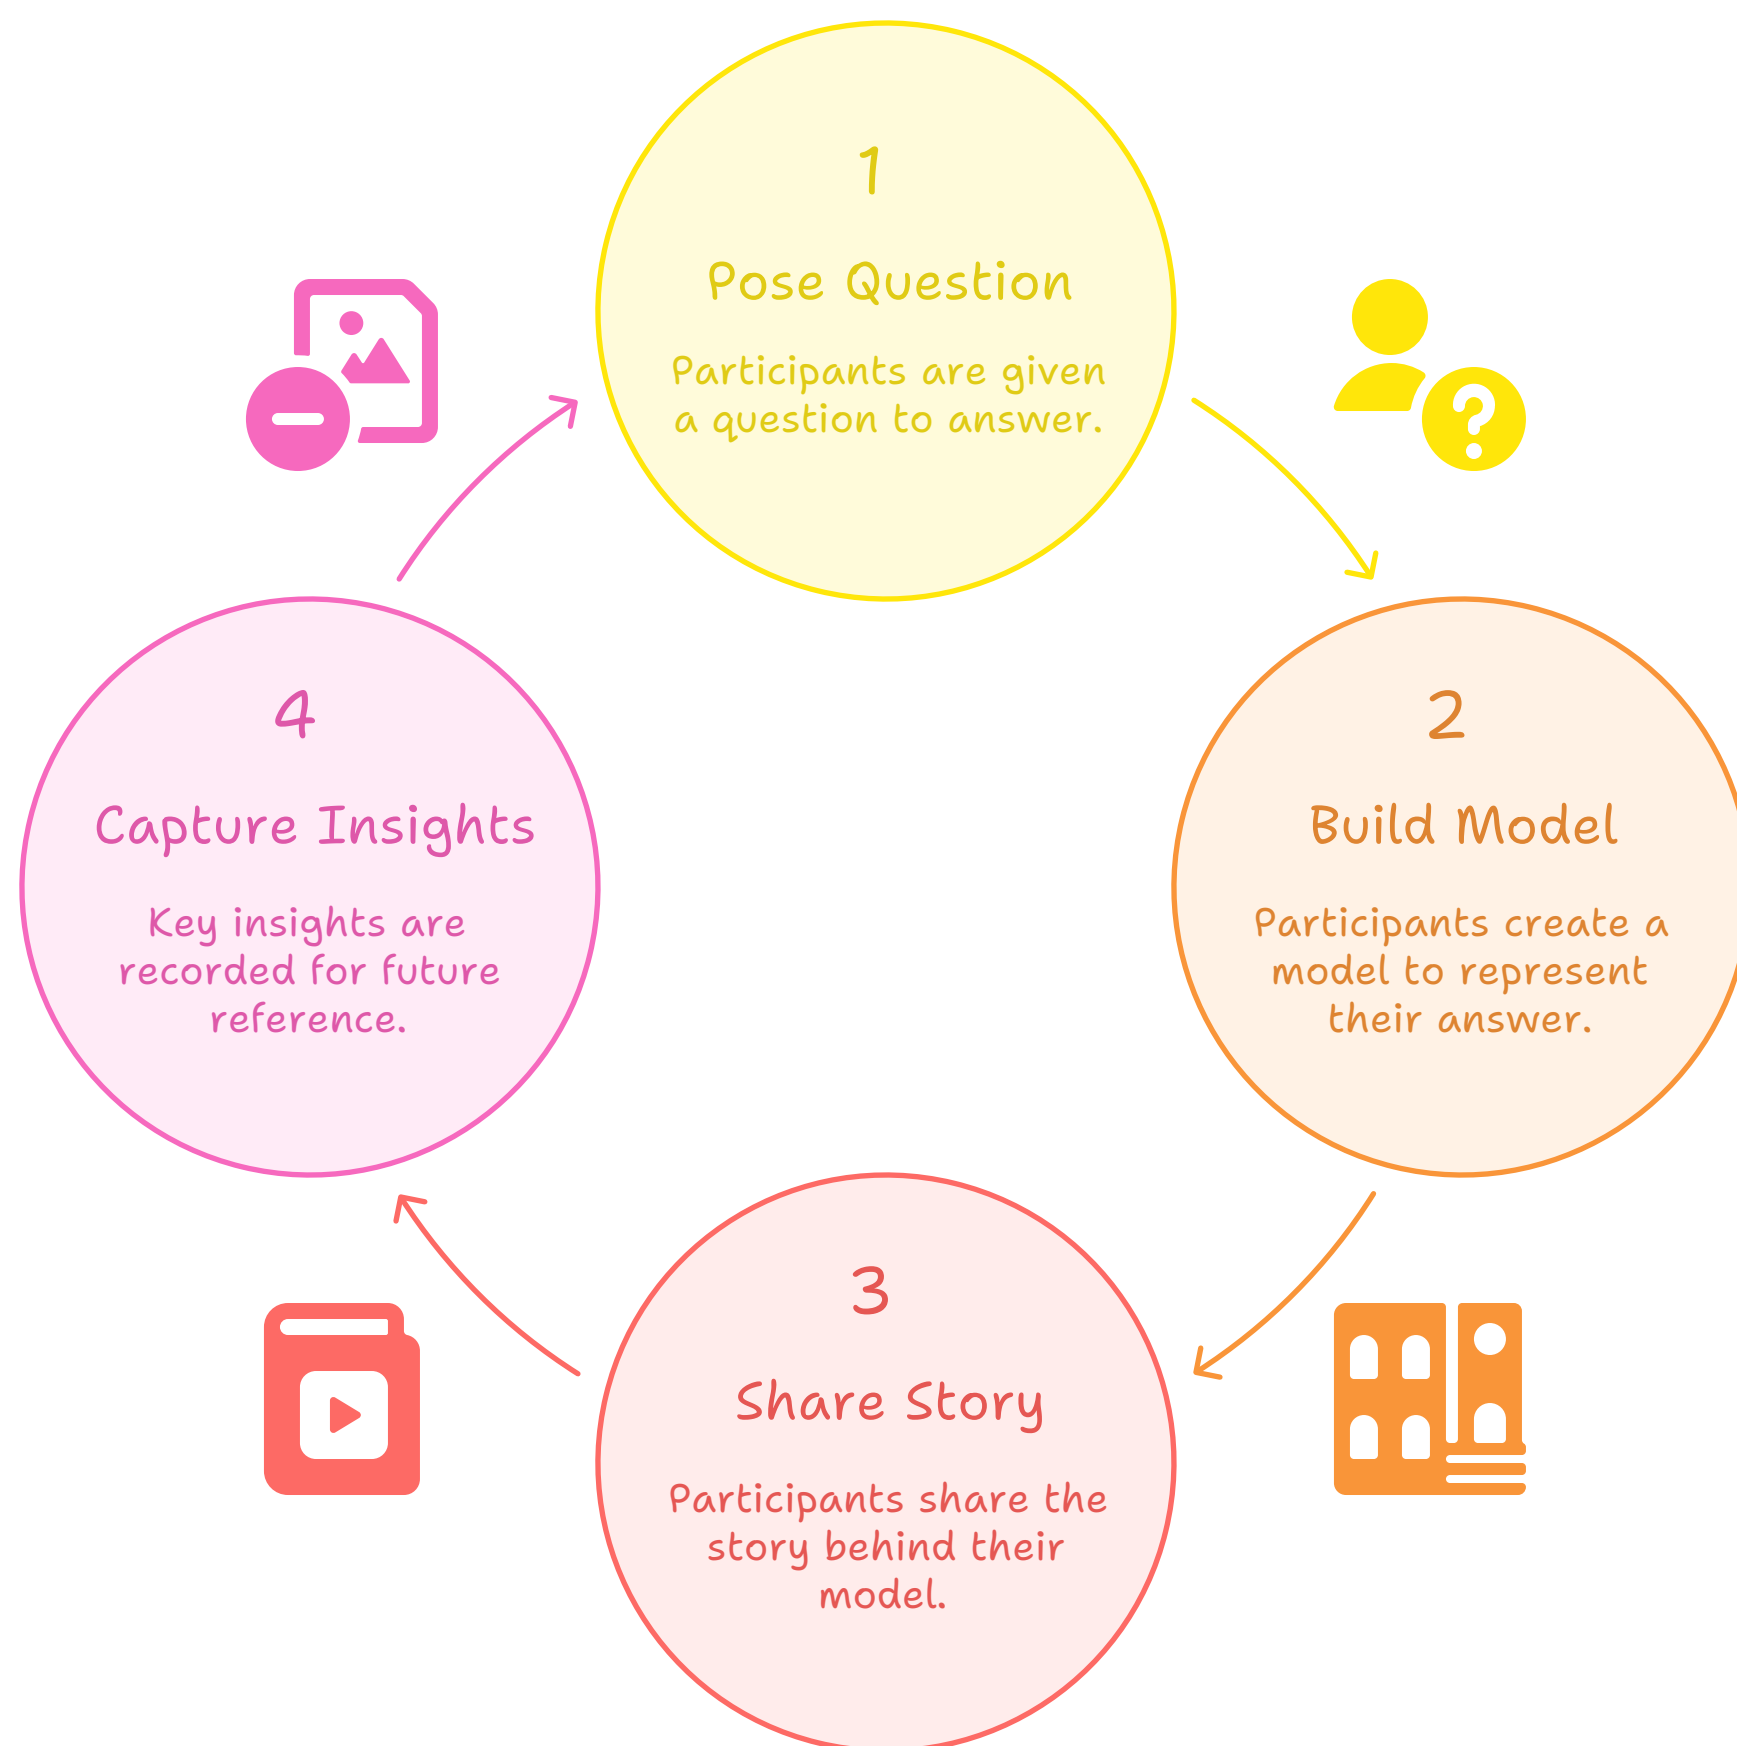 1
Pose Question
Participants are given
a question to answer.
2
Build Model
Participants create a
model to represent
their answer.
3
Share Story
Participants share the
story behind their
model.
4
Capture Insights
Key insights are
recorded for future
reference.